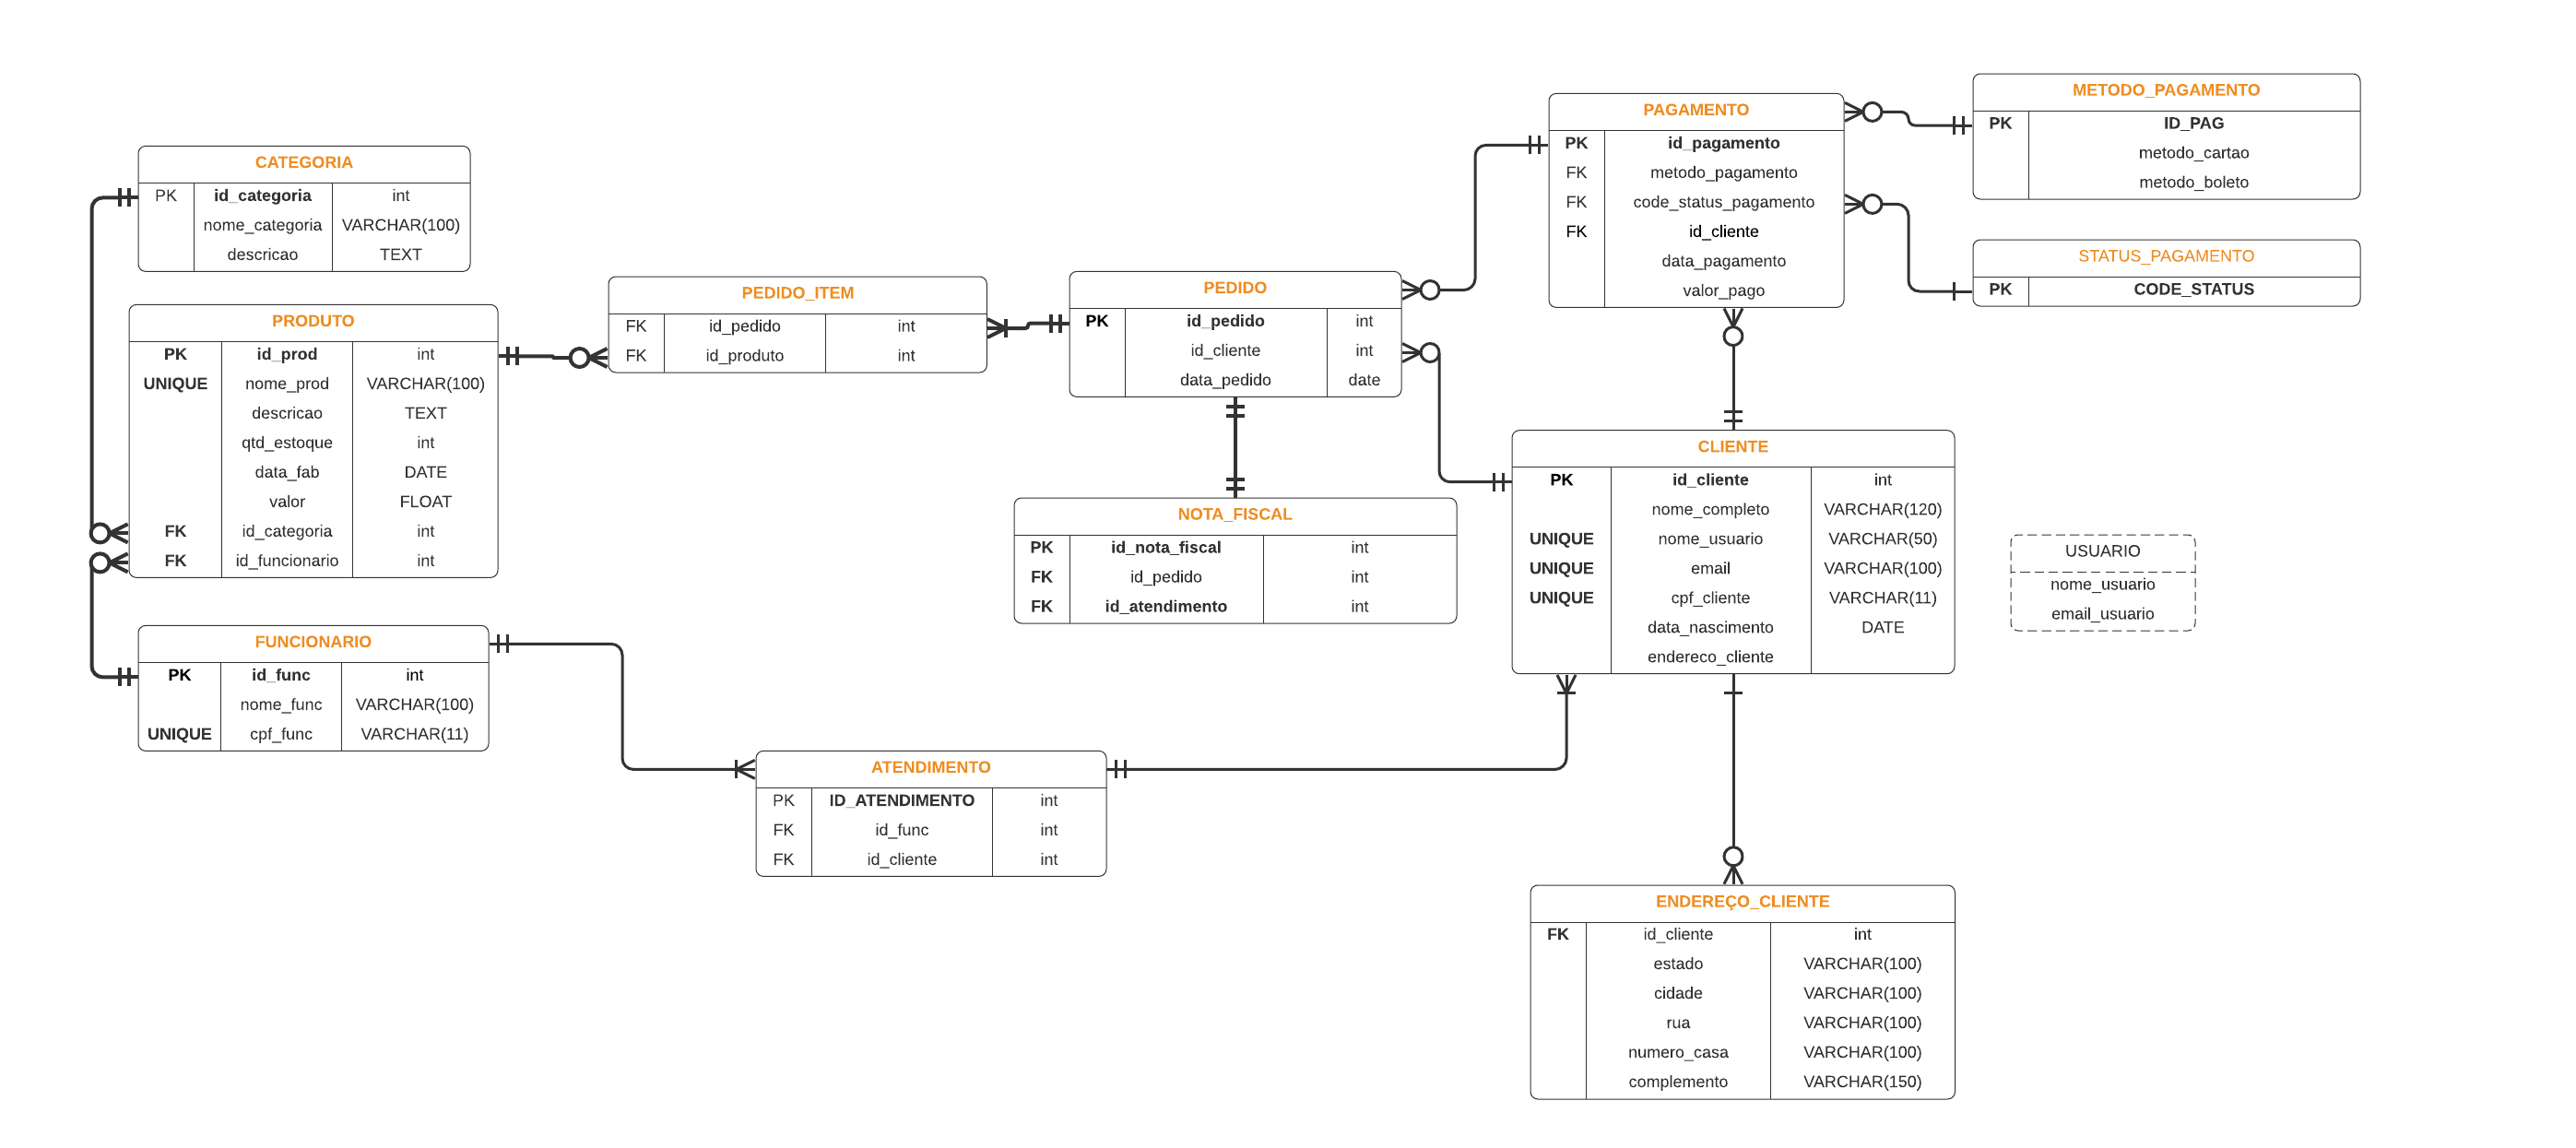 CATEGORIA
PK id_categoria int
nome_categoria VARCHAR(100)
descricao TEXT
PRODUTO
PK id_prod int
UNIQUE nome_prod VARCHAR(100)
descricao TEXT
qtd_estoque int
data_fab DATE
valor FLOAT
FK id_categoria int
FK id_funcionario int
FUNCIONARIO
PK id_func int
nome_func VARCHAR(100)
UNIQUE cpf_func VARCHAR(11)
PEDIDO_ITEM
FK id_pedido int
FK id_produto int
PEDIDO
PK id_pedido int
id_cliente int
data_pedido date
NOTA_FISCAL
PK id_nota_fiscal int
FK id_pedido int
FK id_atendimento int
ATENDIMENTO
PK ID_ATENDIMENTO int
FK id_func int
FK id_cliente int
PAGAMENTO
PK id_pagamento
FK metodo_pagamento
FK code_status_pagamento
FK id_cliente
data_pagamento
valor_pago
METODO_PAGAMENTO
PK ID_PAG
metodo_cartao
metodo_boleto
STATUS_PAGAMENTO
PK CODE_STATUS
CLIENTE
PK id_cliente int
nome_completo VARCHAR(120)
UNIQUE nome_usuario VARCHAR(50)
UNIQUE email VARCHAR(100)
UNIQUE cpf_cliente VARCHAR(11)
data_nascimento DATE
endereco_cliente
USUARIO
nome_usuario
email_usuario
ENDEREÇO_CLIENTE
FK id_cliente int
estado VARCHAR(100)
cidade VARCHAR(100)
rua VARCHAR(100)
numero_casa VARCHAR(100)
complemento VARCHAR(150)